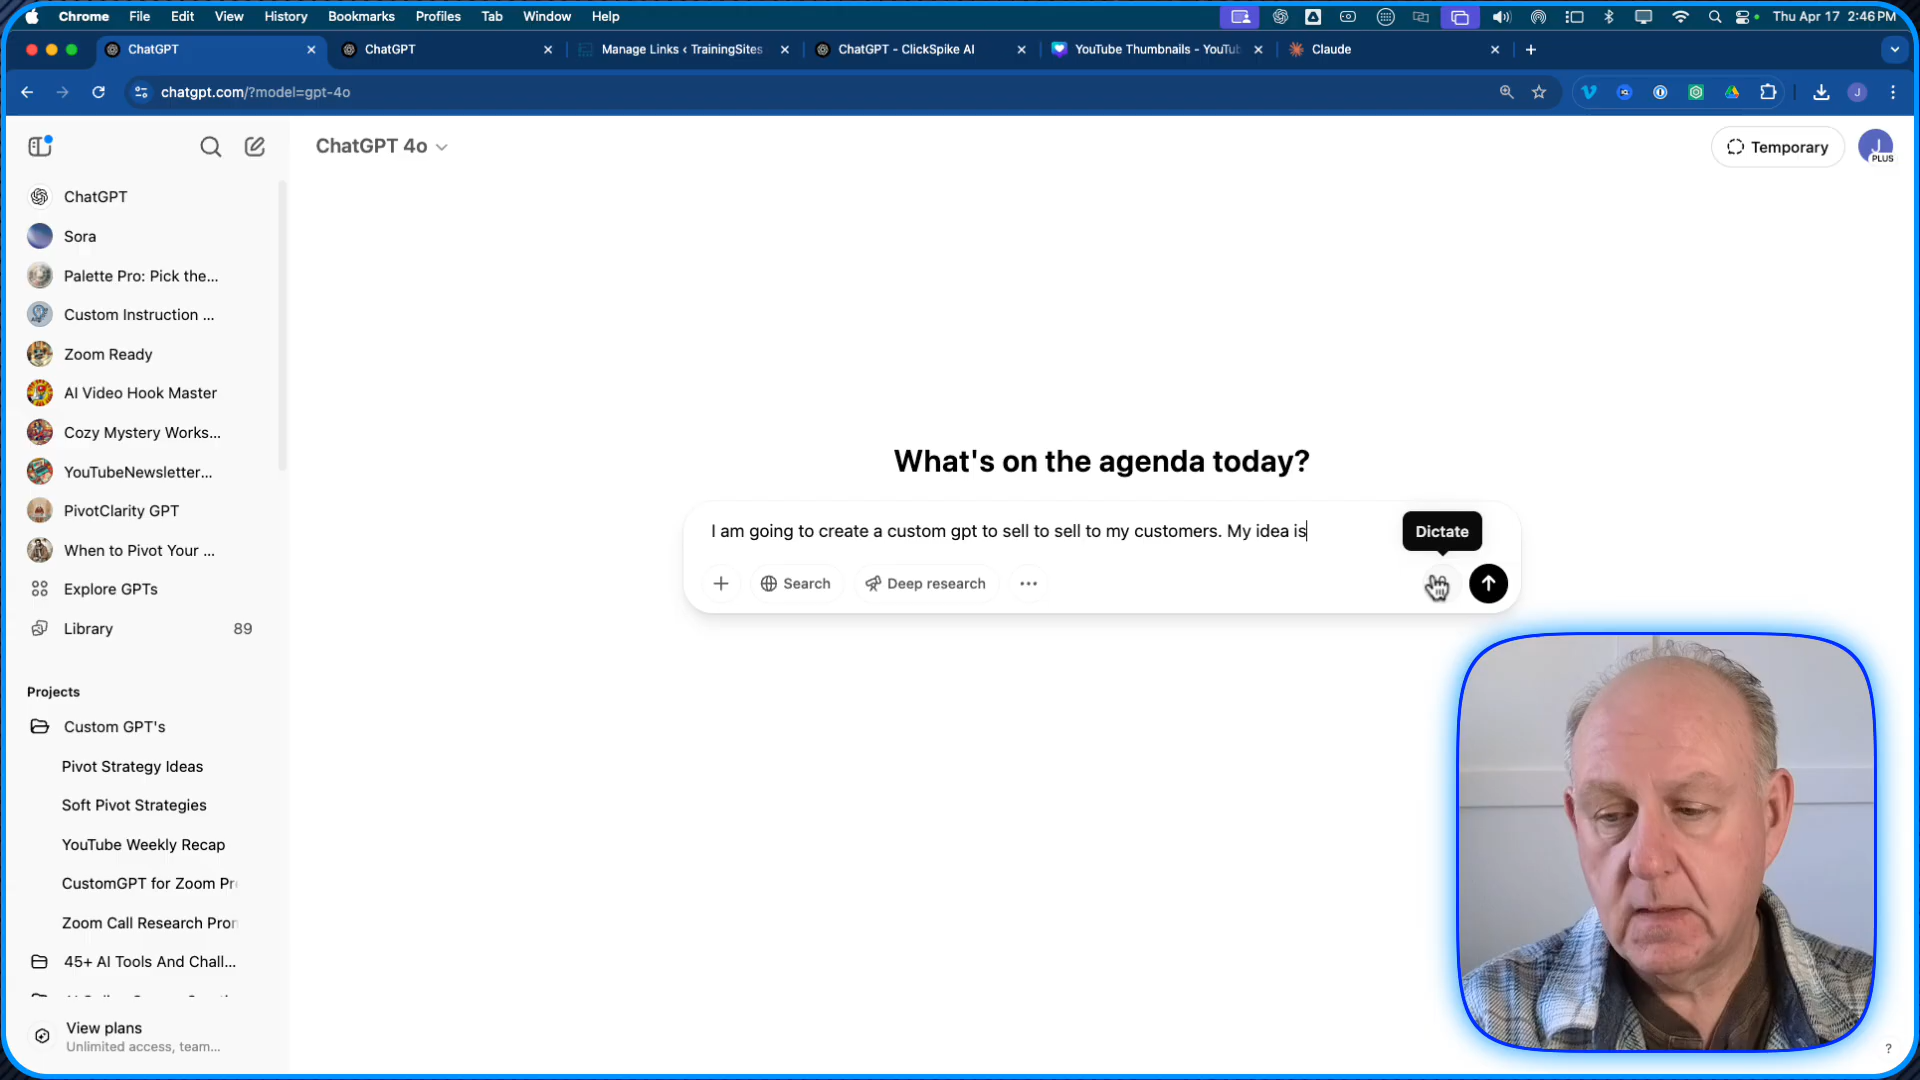 Chrome File Edit View History Bookmarks Profiles Tab Window Help Thu Apr 17 2:46 PM
ChatGPT ChatGPT Manage Links ‹ TrainingSites ChatGPT - ClickSpike AI YouTube Thumbnails - YouTub Claude
chatgpt.com/?model=gpt-4o J
ChatGPT 4o Temporary J PLUS
ChatGPT
Sora
Palette Pro: Pick the...
Custom Instruction ...
Zoom Ready
AI Video Hook Master
Cozy Mystery Works...
YouTubeNewsletter...
PivotClarity GPT
When to Pivot Your ...
Explore GPTs
Library 89
Projects
Custom GPT's
Pivot Strategy Ideas
Soft Pivot Strategies
YouTube Weekly Recap
CustomGPT for Zoom Pr
Zoom Call Research Pron
45+ AI Tools And Chall...
View plans
Unlimited access, team...
What's on the agenda today?
I am going to create a custom gpt to sell to sell to my customers. My idea is
Dictate
Search Deep research
?